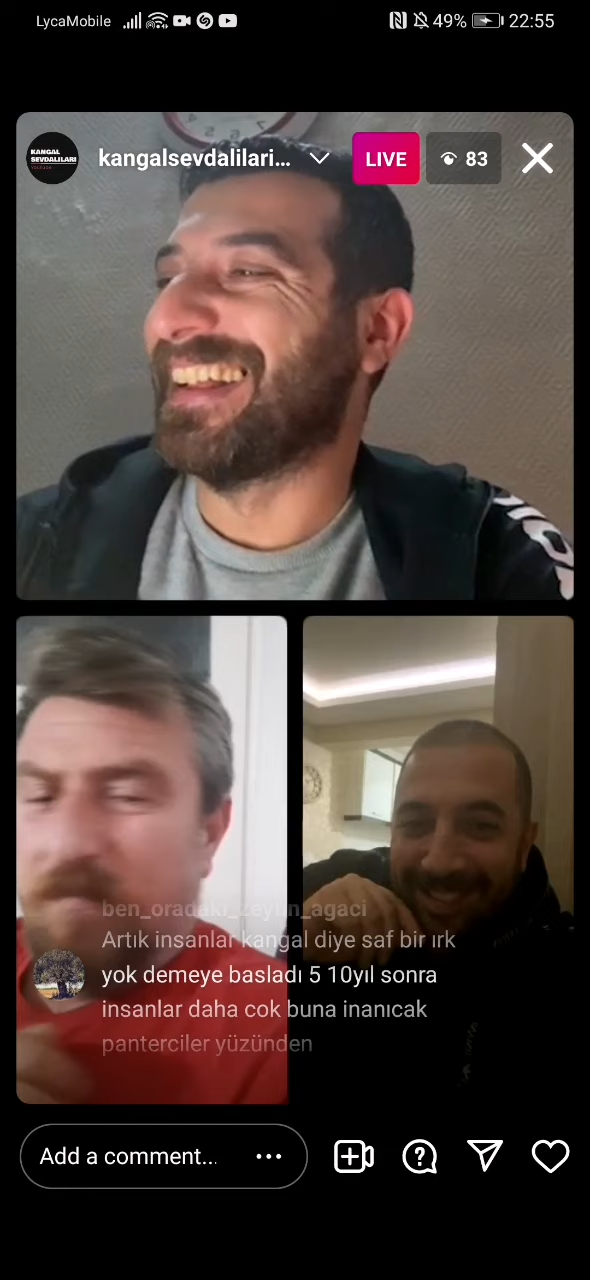 LycaMobile 49% 22:55
KANGAL
SEVDALILARI
YOUTUBE
kangalsevdalilari...
LIVE
83
ben_oradaki_zeytin_agaci
Artık insanlar kangal diye saf bir ırk
yok demeye basladı 5 10yıl sonra
insanlar daha cok buna inanıcak
panterciler yüzünden
Add a comment...